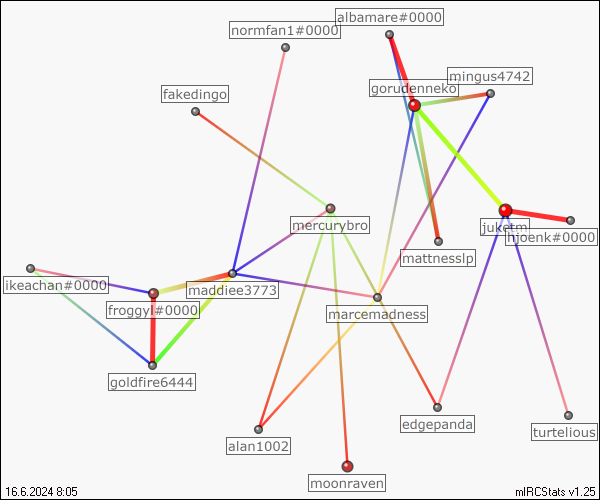 albamare#0000
normfan1#0000
mingus4742
gorudenneko
fakedingo
mercurybro
juketm
hjoenk#0000
mattnesslp
ikeachan#0000
maddiee3773
froggyl#0000
marcemadness
goldfire6444
edgepanda
turtelious
alan1002
moonraven
16.6.2024 8:05
mIRCStats v1.25